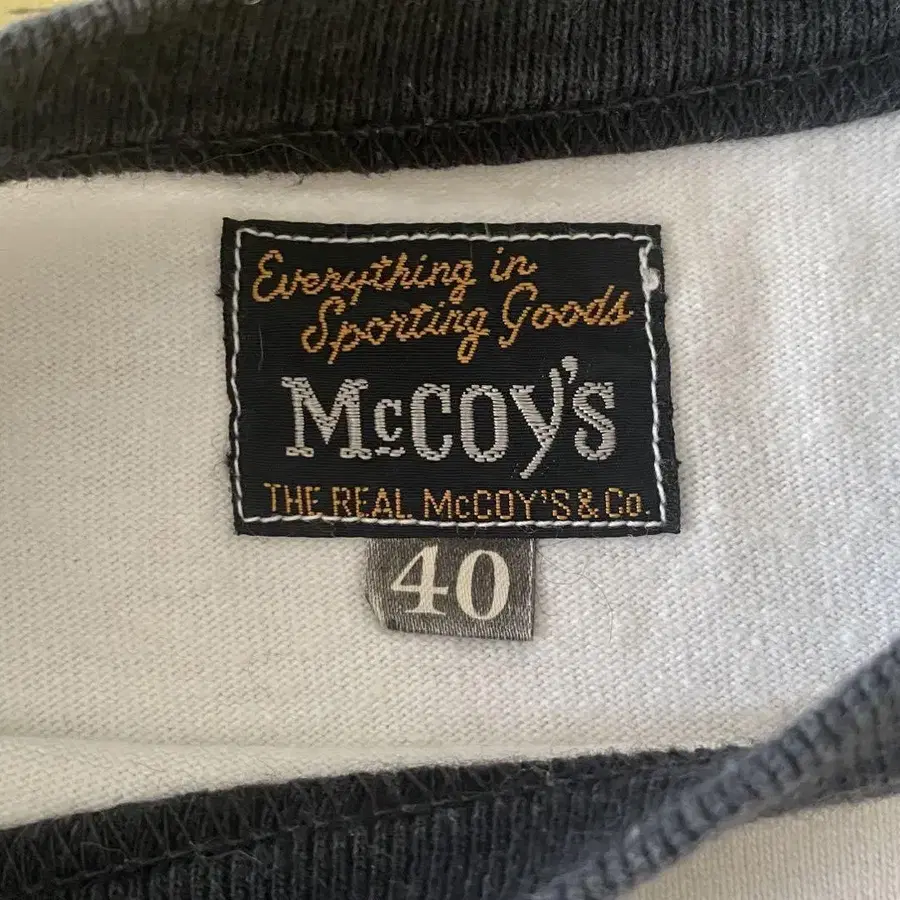 Everything in
Sporting Goods
McCOY'S
THE REAL McCOY'S & Co.
40